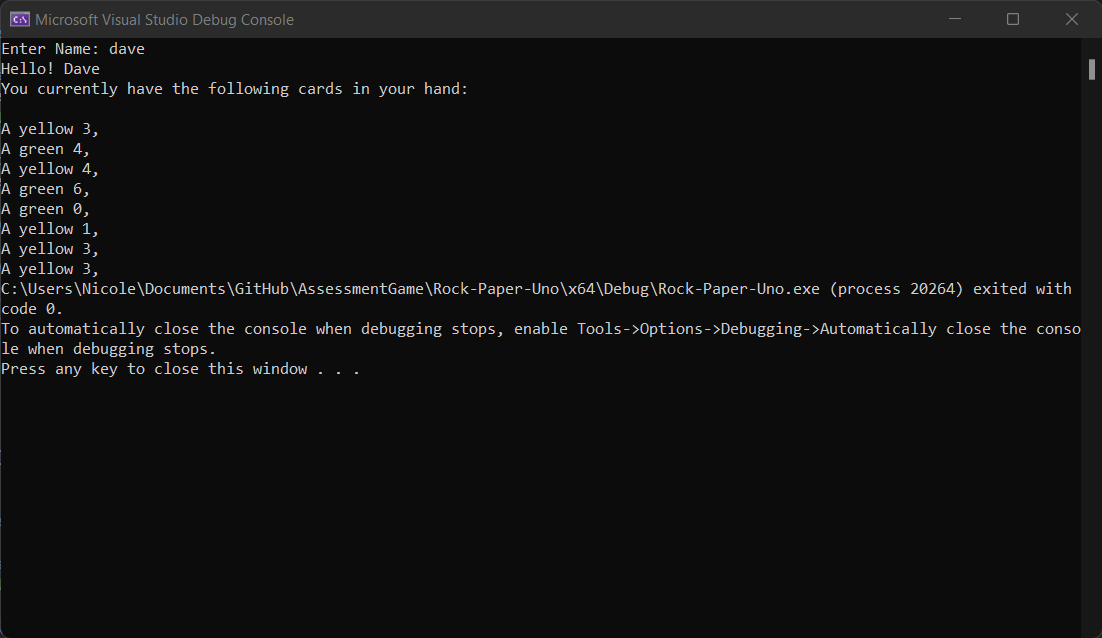 Microsoft Visual Studio Debug Console
Enter Name: dave
Hello! Dave
You currently have the following cards in your hand:
A yellow 3,
A green 4,
A yellow 4,
A green 6,
A green 0,
A yellow 1,
A yellow 3,
A yellow 3,
C:\Users\Nicole\Documents\GitHub\AssessmentGame\Rock-Paper-Uno\x64\Debug\Rock-Paper-Uno.exe (process 20264) exited with
code 0.
To automatically close the console when debugging stops, enable Tools->Options->Debugging->Automatically close the conso
le when debugging stops.
Press any key to close this window . . .